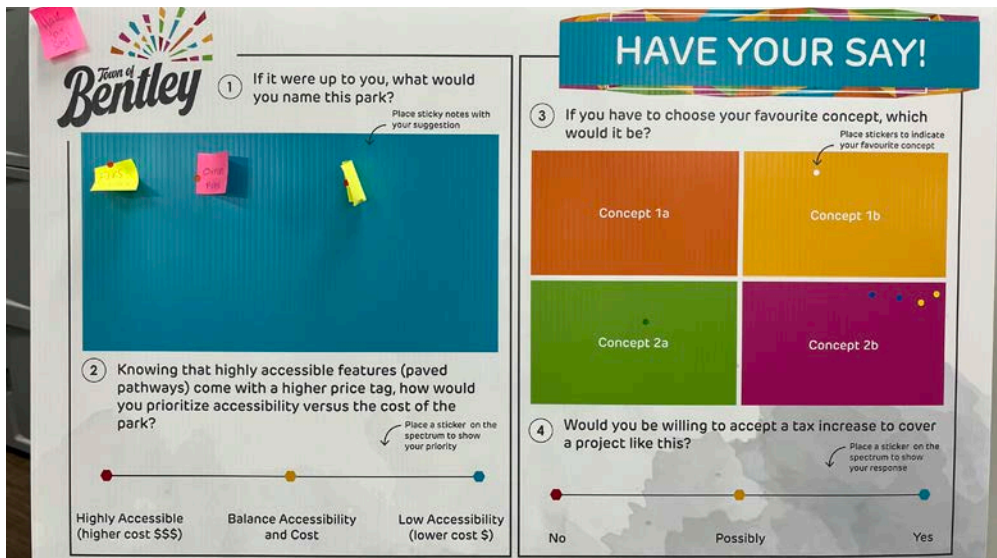 Town of
Bentley
HAVE YOUR SAY!
1
If it were up to you, what would
you name this park?
Place sticky notes with
your suggestion
2
Knowing that highly accessible features (paved
pathways) come with a higher price tag, how would
you prioritize accessibility versus the cost of the
park?
Place a sticker on the
spectrum to show
your priority
Highly Accessible
(higher cost $$$)
Balance Accessibility
and Cost
Low Accessibility
(lower cost $)
3
If you have to choose your favourite concept, which
would it be?
Place stickers to indicate
your favourite concept
Concept 1a
Concept 1b
Concept 2a
Concept 2b
4
Would you be willing to accept a tax increase to cover
a project like this?
Place a sticker on the
spectrum to show
your response
No
Possibly
Yes